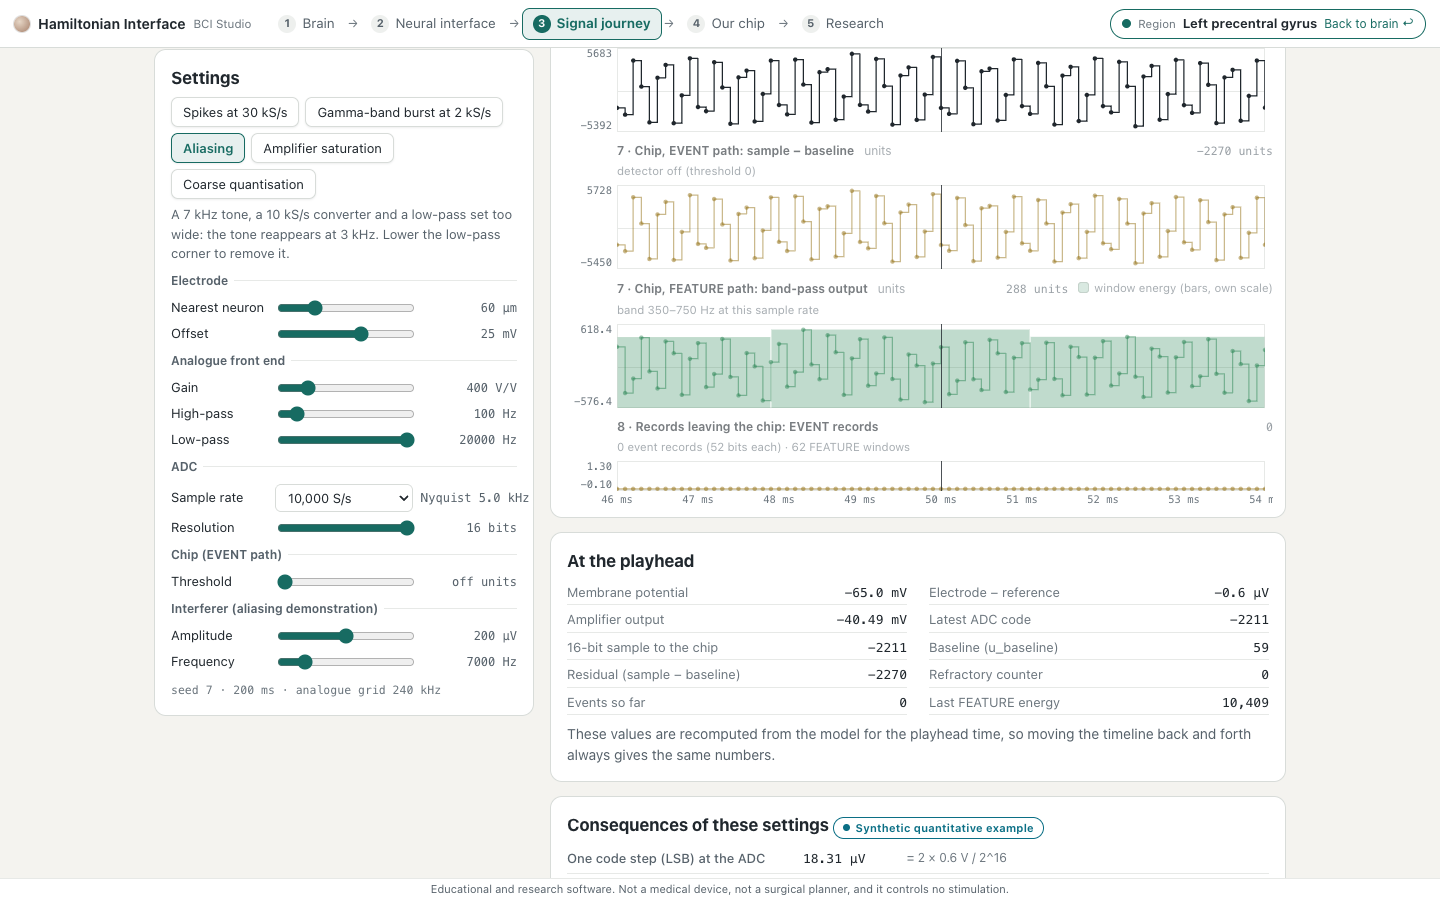 Hamiltonian Interface BCI Studio 1 Brain → 2 Neural interface → 3 Signal journey → 4 Our chip → 5 Research Region Left precentral gyrus Back to brain ↩
Settings
Spikes at 30 kS/s Gamma-band burst at 2 kS/s
Aliasing Amplifier saturation
Coarse quantisation
A 7 kHz tone, a 10 kS/s converter and a low-pass set too
wide: the tone reappears at 3 kHz. Lower the low-pass
corner to remove it.
Electrode
Nearest neuron 60 µm
Offset 25 mV
Analogue front end
Gain 400 V/V
High-pass 100 Hz
Low-pass 20000 Hz
ADC
Sample rate 10,000 S/s Nyquist 5.0 kHz
Resolution 16 bits
Chip (EVENT path)
Threshold off units
Interferer (aliasing demonstration)
Amplitude 200 µV
Frequency 7000 Hz
seed 7 · 200 ms · analogue grid 240 kHz
5683
−5392
7 · Chip, EVENT path: sample − baseline units −2270 units
detector off (threshold 0)
5728
−5450
7 · Chip, FEATURE path: band-pass output units 288 units window energy (bars, own scale)
band 350–750 Hz at this sample rate
618.4
−576.4
8 · Records leaving the chip: EVENT records 0
0 event records (52 bits each) · 62 FEATURE windows
1.30
−0.10
46 ms 47 ms 48 ms 49 ms 50 ms 51 ms 52 ms 53 ms 54 m
At the playhead
Membrane potential −65.0 mV Electrode − reference −0.6 µV
Amplifier output −40.49 mV Latest ADC code −2211
16-bit sample to the chip −2211 Baseline (u_baseline) 59
Residual (sample − baseline) −2270 Refractory counter 0
Events so far 0 Last FEATURE energy 10,409
These values are recomputed from the model for the playhead time, so moving the timeline back and forth
always gives the same numbers.
Consequences of these settings Synthetic quantitative example
One code step (LSB) at the ADC 18.31 µV = 2 × 0.6 V / 2^16
Educational and research software. Not a medical device, not a surgical planner, and it controls no stimulation.